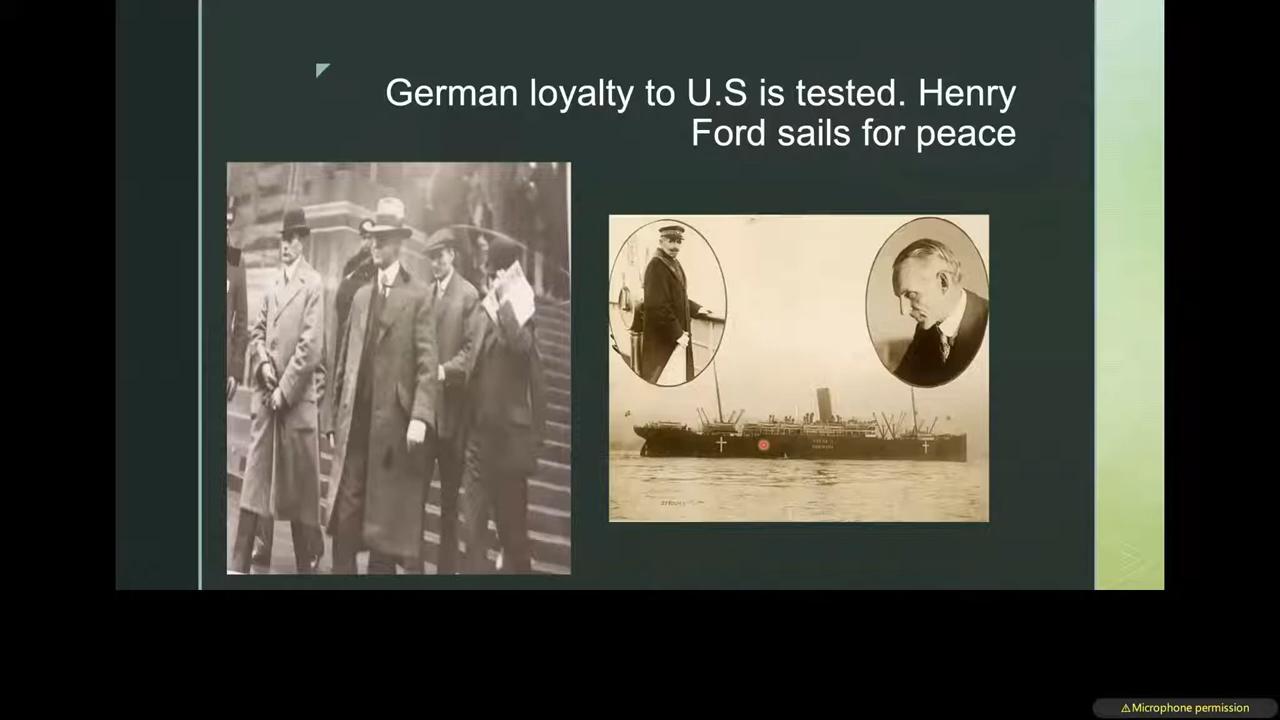 German loyalty to U.S is tested. Henry
Ford sails for peace
⚠Microphone permission